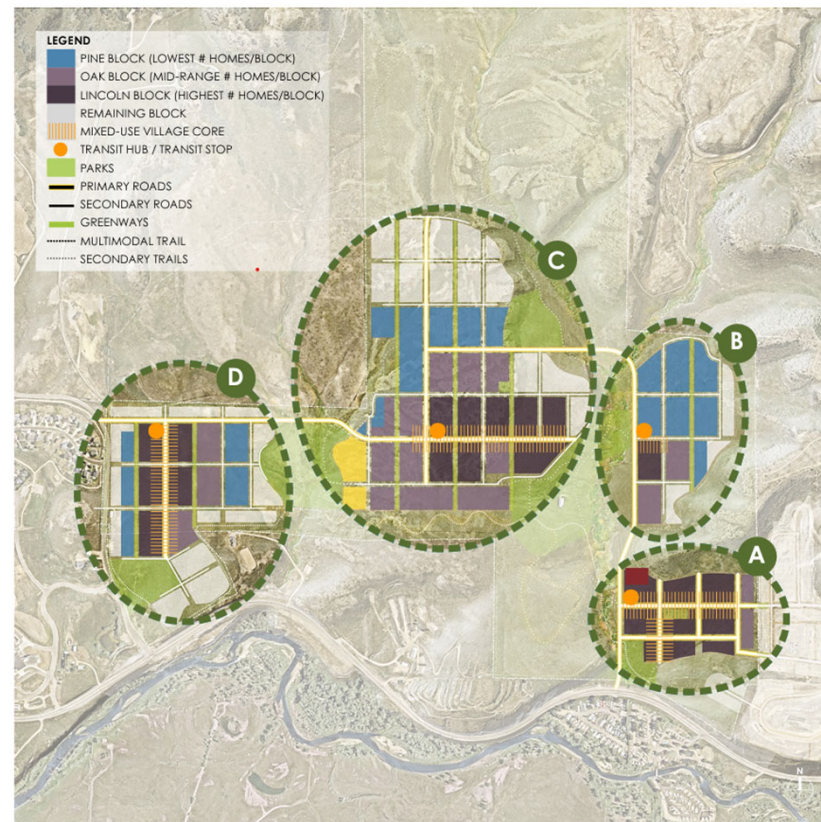 LEGEND
PINE BLOCK (LOWEST # HOMES/BLOCK)
OAK BLOCK (MID-RANGE # HOMES/BLOCK)
LINCOLN BLOCK (HIGHEST # HOMES/BLOCK)
REMAINING BLOCK
MIXED-USE VILLAGE CORE
TRANSIT HUB / TRANSIT STOP
PARKS
PRIMARY ROADS
SECONDARY ROADS
GREENWAYS
MULTIMODAL TRAIL
SECONDARY TRAILS
C
B
D
A
N